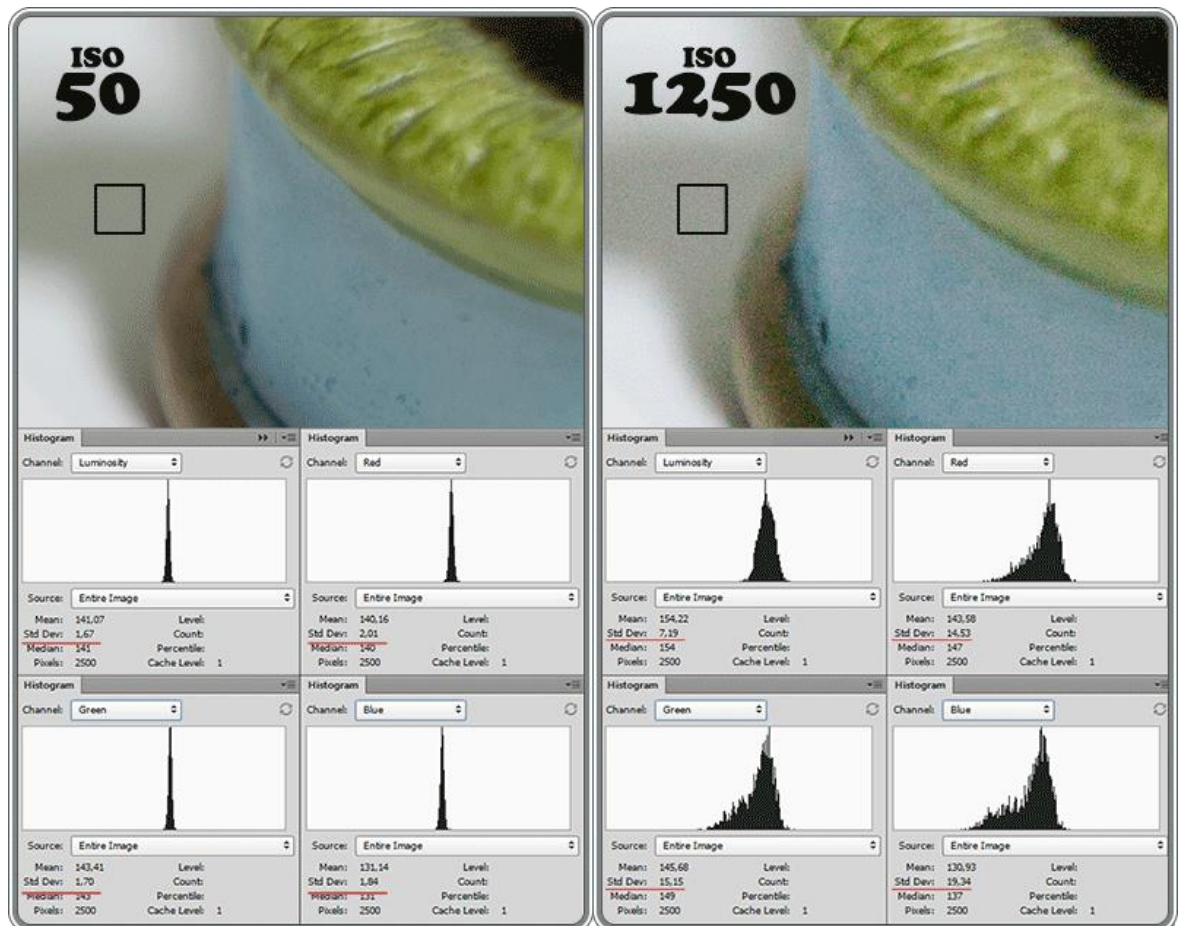 ISO
50
Histogram
Channel: Luminosity
Source: Entire Image
Mean: 141,07 Level:
Std Dev: 1,67 Count:
Median: 141 Percentile:
Pixels: 2500 Cache Level: 1
Histogram
Channel: Red
Source: Entire Image
Mean: 140,16 Level:
Std Dev: 2,01 Count:
Median: 140 Percentile:
Pixels: 2500 Cache Level: 1
Histogram
Channel: Green
Source: Entire Image
Mean: 143,41 Level:
Std Dev: 1,70 Count:
Median: 143 Percentile:
Pixels: 2500 Cache Level: 1
Histogram
Channel: Blue
Source: Entire Image
Mean: 131,14 Level:
Std Dev: 1,84 Count:
Median: 131 Percentile:
Pixels: 2500 Cache Level: 1
ISO
1250
Histogram
Channel: Luminosity
Source: Entire Image
Mean: 154,22 Level:
Std Dev: 7,19 Count:
Median: 154 Percentile:
Pixels: 2500 Cache Level: 1
Histogram
Channel: Red
Source: Entire Image
Mean: 143,58 Level:
Std Dev: 14,53 Count:
Median: 147 Percentile:
Pixels: 2500 Cache Level: 1
Histogram
Channel: Green
Source: Entire Image
Mean: 145,68 Level:
Std Dev: 15,15 Count:
Median: 149 Percentile:
Pixels: 2500 Cache Level: 1
Histogram
Channel: Blue
Source: Entire Image
Mean: 130,93 Level:
Std Dev: 19,34 Count:
Median: 137 Percentile:
Pixels: 2500 Cache Level: 1